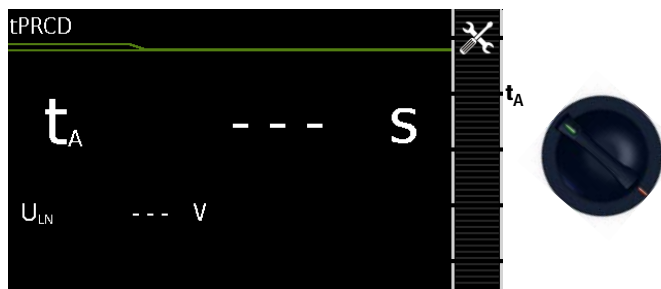 tPRCD
tA
tA --- s
ULN --- V